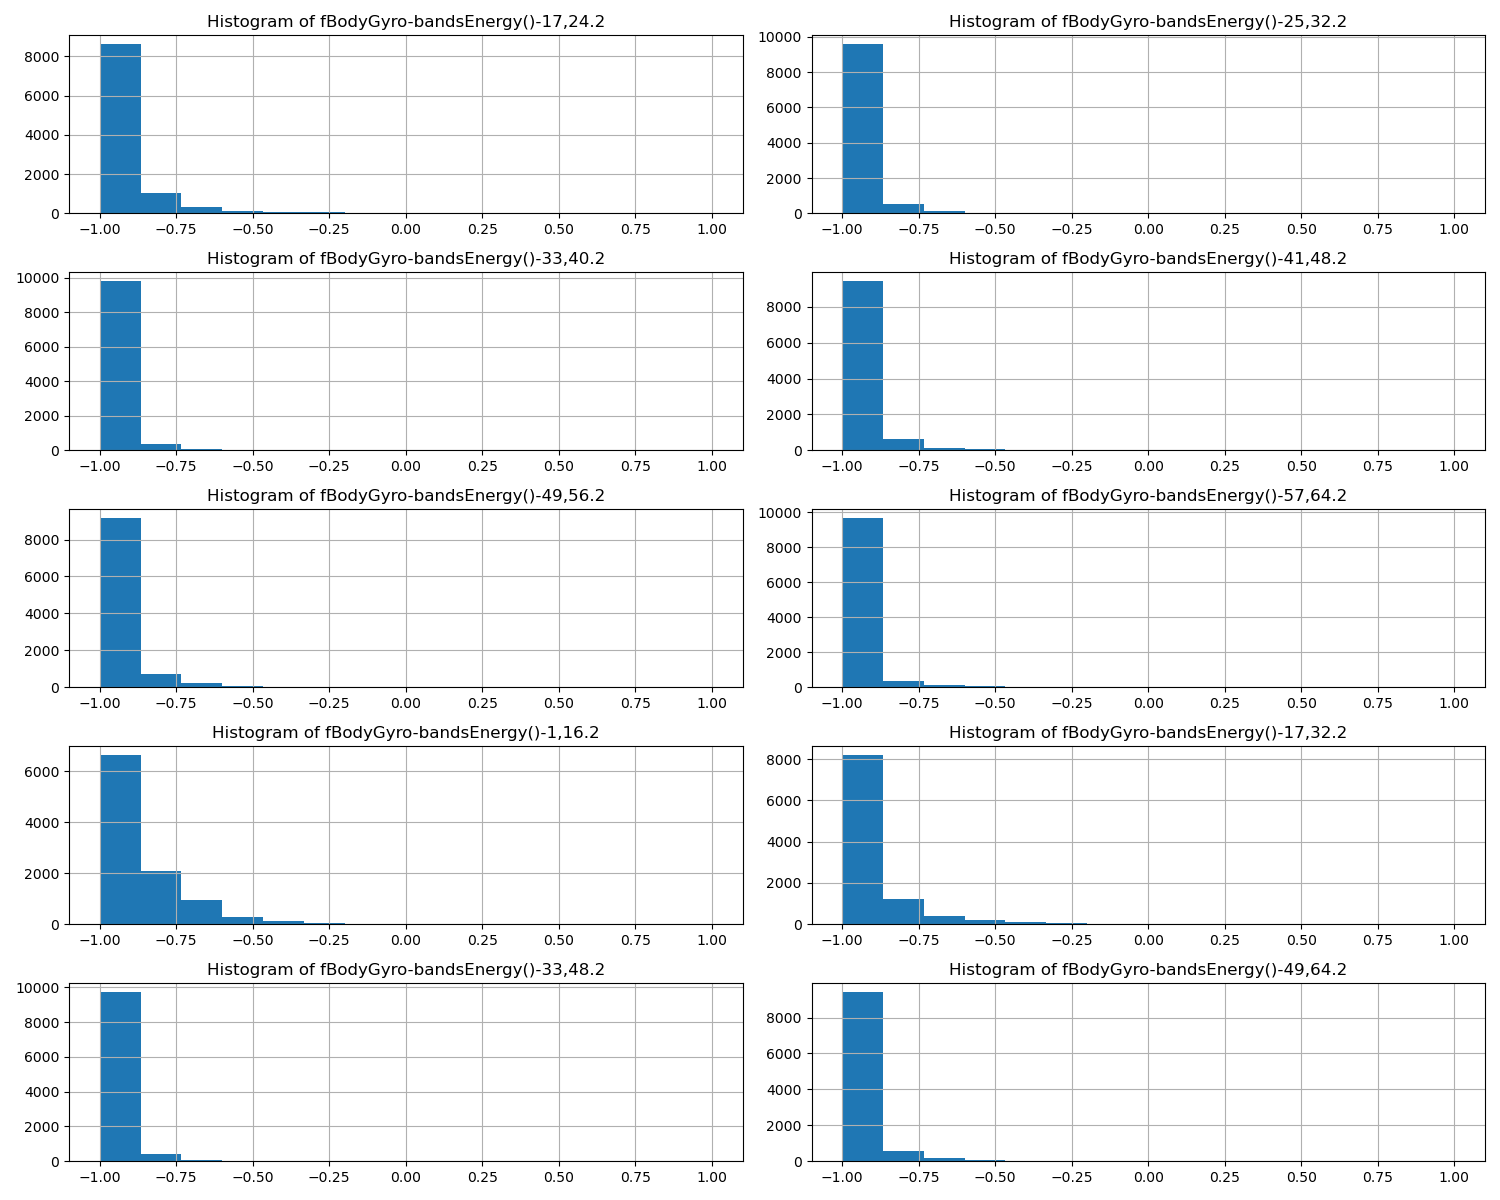 Histogram of fBodyGyro-bandsEnergy()-17,24.2
8000
6000
4000
2000
0
−1.00 −0.75 −0.50 −0.25 0.00 0.25 0.50 0.75 1.00
Histogram of fBodyGyro-bandsEnergy()-25,32.2
10000
8000
6000
4000
2000
0
−1.00 −0.75 −0.50 −0.25 0.00 0.25 0.50 0.75 1.00
Histogram of fBodyGyro-bandsEnergy()-33,40.2
10000
8000
6000
4000
2000
0
−1.00 −0.75 −0.50 −0.25 0.00 0.25 0.50 0.75 1.00
Histogram of fBodyGyro-bandsEnergy()-41,48.2
8000
6000
4000
2000
0
−1.00 −0.75 −0.50 −0.25 0.00 0.25 0.50 0.75 1.00
Histogram of fBodyGyro-bandsEnergy()-49,56.2
8000
6000
4000
2000
0
−1.00 −0.75 −0.50 −0.25 0.00 0.25 0.50 0.75 1.00
Histogram of fBodyGyro-bandsEnergy()-57,64.2
10000
8000
6000
4000
2000
0
−1.00 −0.75 −0.50 −0.25 0.00 0.25 0.50 0.75 1.00
Histogram of fBodyGyro-bandsEnergy()-1,16.2
6000
4000
2000
0
−1.00 −0.75 −0.50 −0.25 0.00 0.25 0.50 0.75 1.00
Histogram of fBodyGyro-bandsEnergy()-17,32.2
8000
6000
4000
2000
0
−1.00 −0.75 −0.50 −0.25 0.00 0.25 0.50 0.75 1.00
Histogram of fBodyGyro-bandsEnergy()-33,48.2
10000
8000
6000
4000
2000
0
−1.00 −0.75 −0.50 −0.25 0.00 0.25 0.50 0.75 1.00
Histogram of fBodyGyro-bandsEnergy()-49,64.2
8000
6000
4000
2000
0
−1.00 −0.75 −0.50 −0.25 0.00 0.25 0.50 0.75 1.00